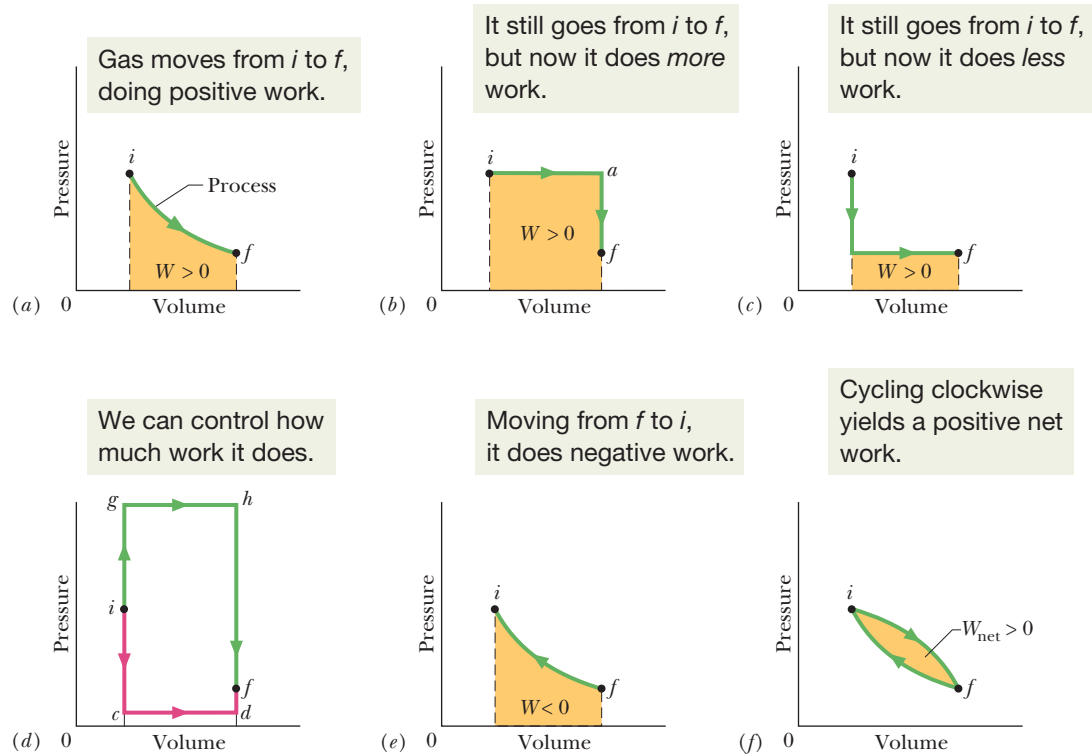 Gas moves from i to f,
doing positive work.
Pressure
i
Process
f
W > 0
(a) 0 Volume
It still goes from i to f,
but now it does more
work.
Pressure
i
a
W > 0
f
(b) 0 Volume
It still goes from i to f,
but now it does less
work.
Pressure
i
f
W > 0
(c) 0 Volume
We can control how
much work it does.
Pressure
g h
i
f
c d
(d) 0 Volume
Moving from f to i,
it does negative work.
Pressure
i
f
W < 0
(e) 0 Volume
Cycling clockwise
yields a positive net
work.
Pressure
i
Wnet > 0
f
(f) 0 Volume